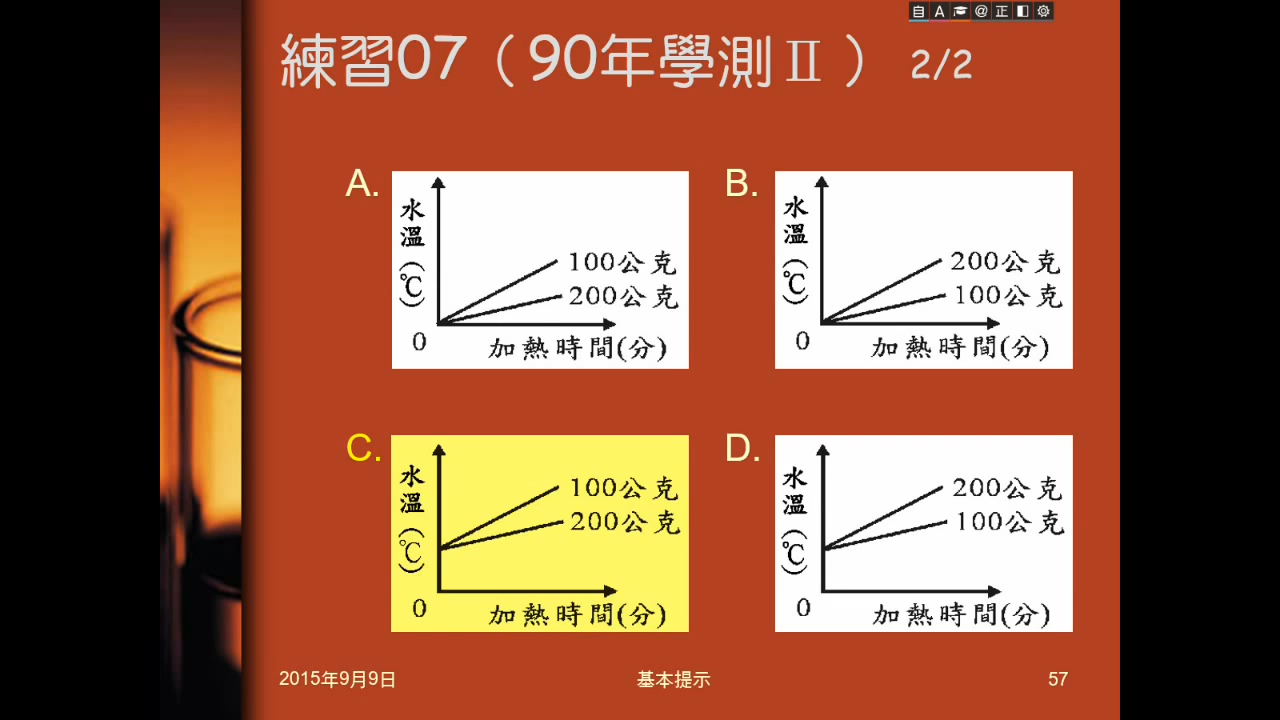 自 A @ 正
練習07（90年學測Ⅱ） 2/2
A.
水溫(℃)
100公克
200公克
0
加熱時間(分)
B.
水溫(℃)
200公克
100公克
0
加熱時間(分)
C.
水溫(℃)
100公克
200公克
0
加熱時間(分)
D.
水溫(℃)
200公克
100公克
0
加熱時間(分)
2015年9月9日
基本提示
57